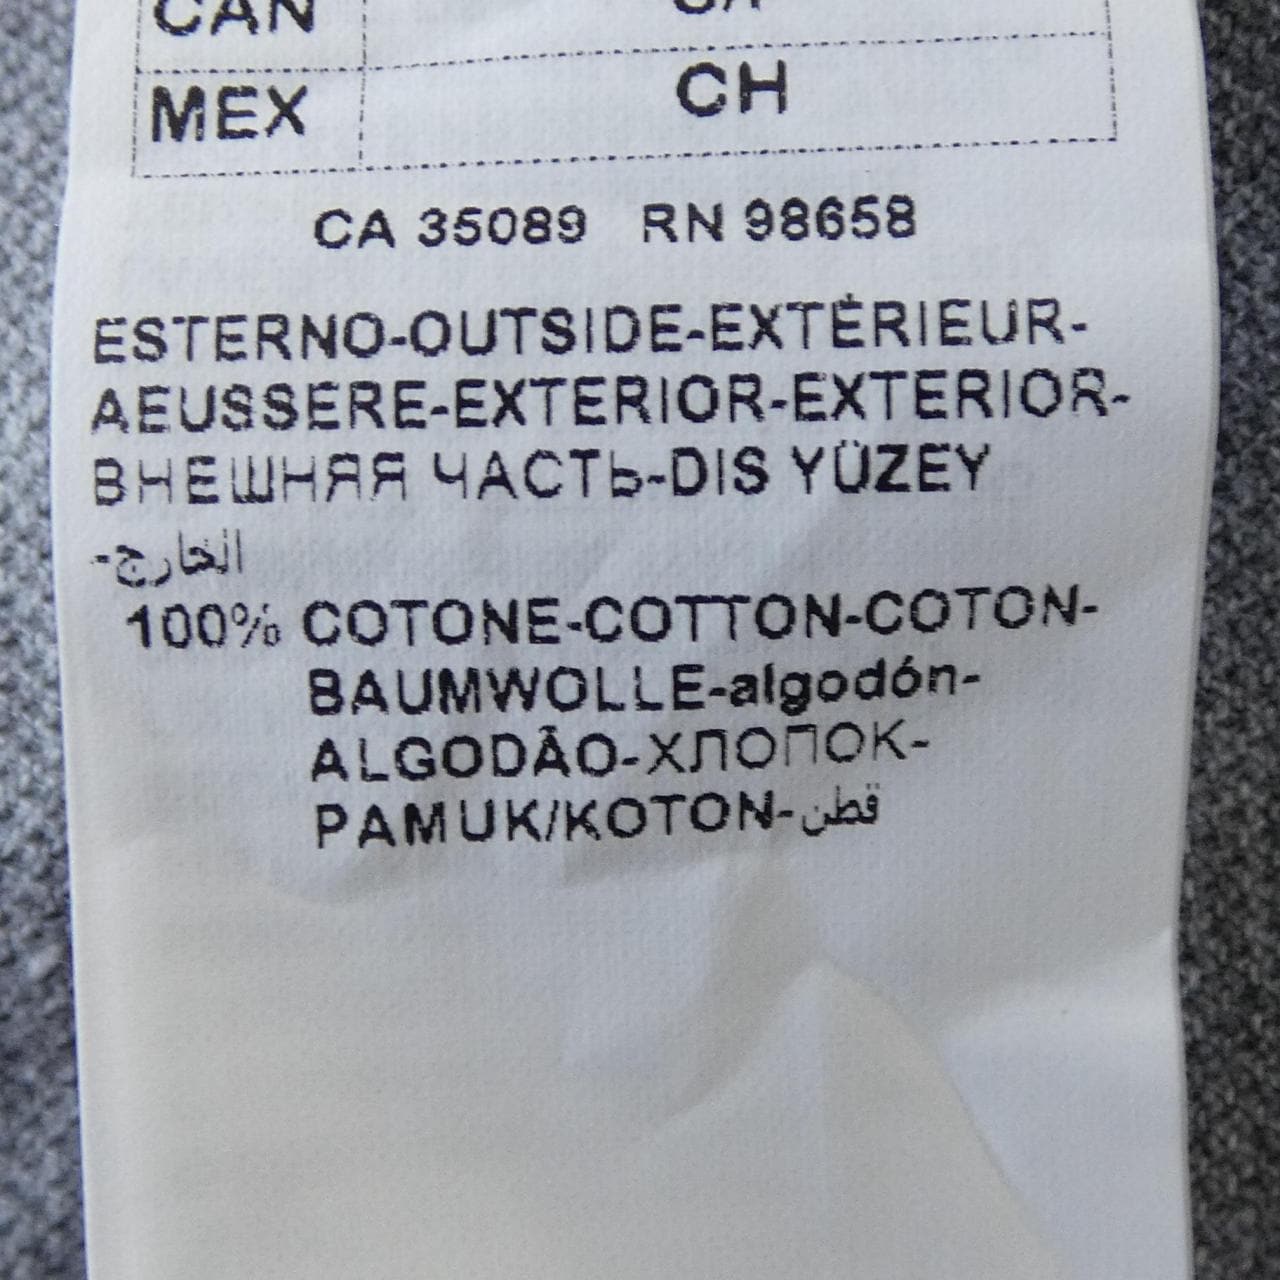 CAN
MEX CH
CA 35089 RN 98658
ESTERNO-OUTSIDE-EXTÉRIEUR-
AEUSSERE-EXTERIOR-EXTERIOR-
ВНЕШНЯЯ ЧАСТЬ-DIS YÜZEY
الخارج-
100% COTONE-COTTON-COTON-
BAUMWOLLE-algodón-
ALGODÃO-ХЛОПОК-
PAMUK/KOTON-قطن